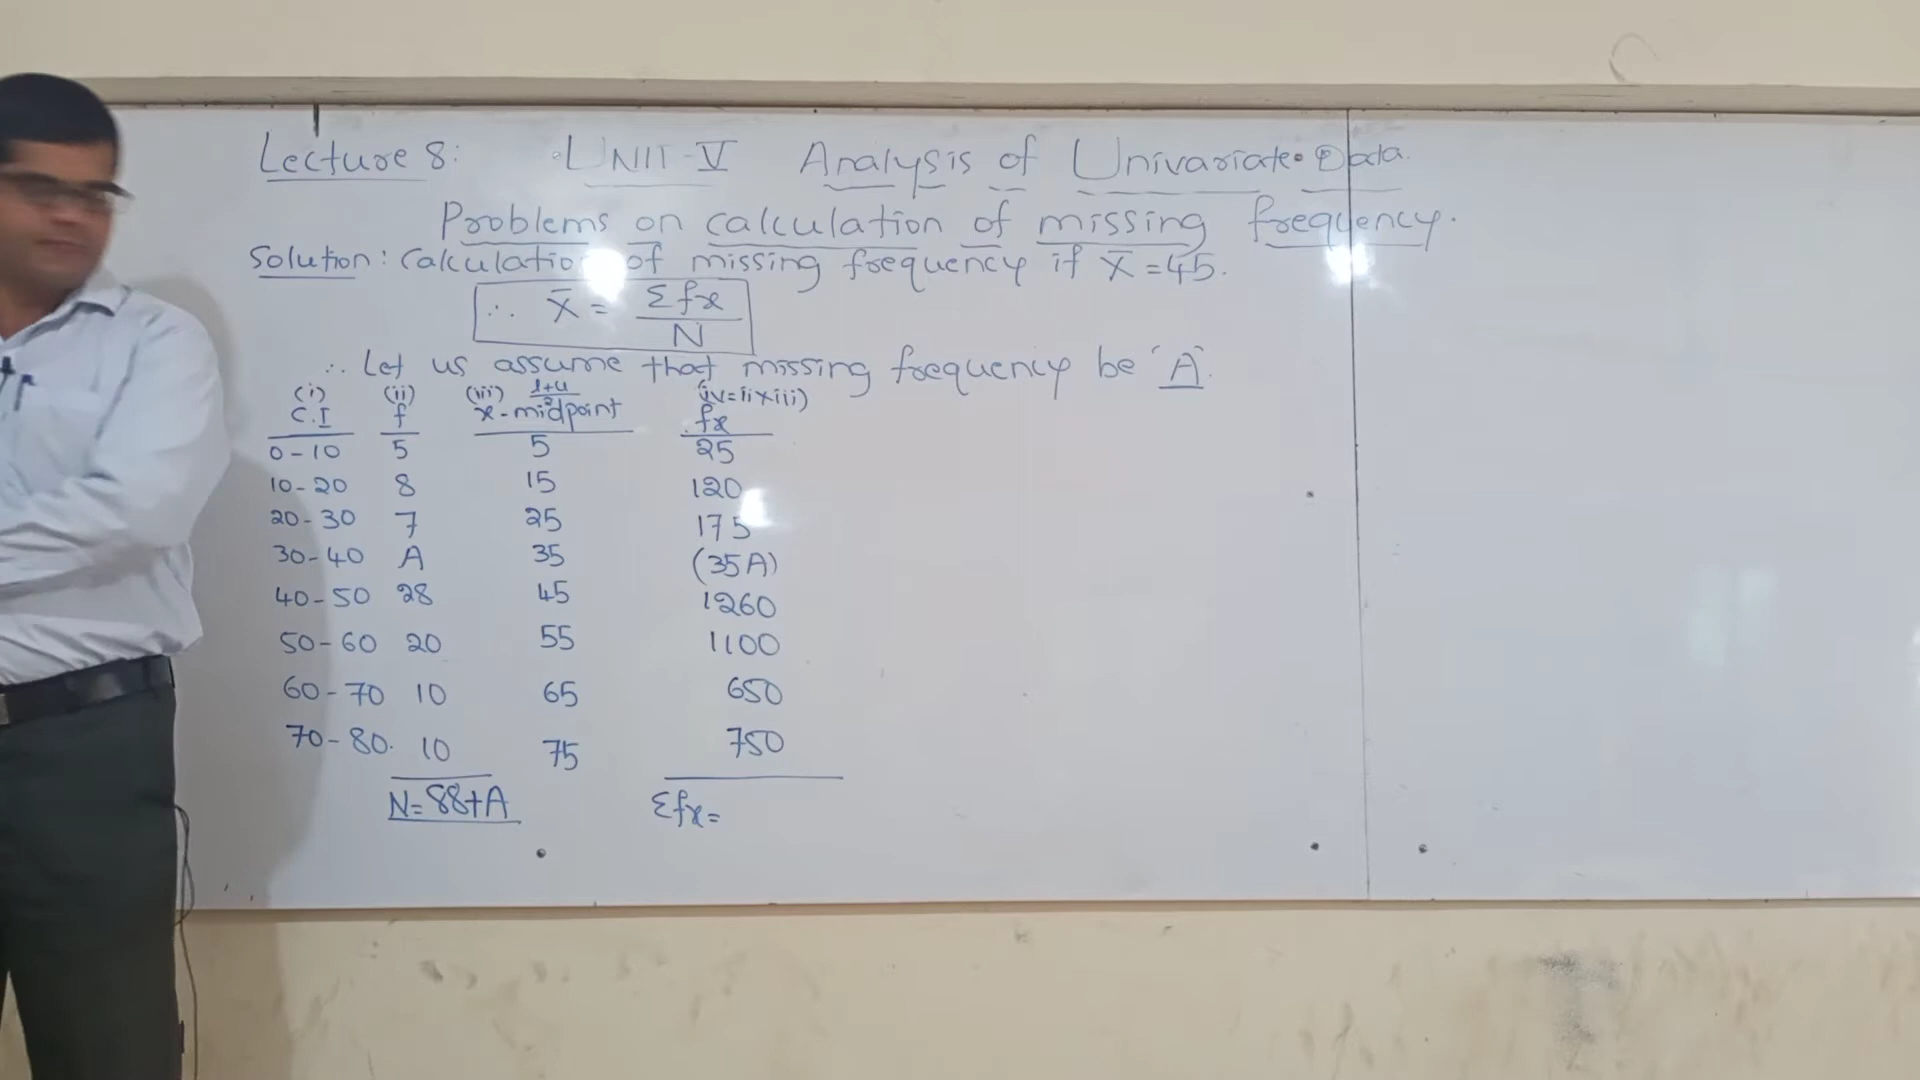 Lecture 8: UNIT-V Analysis of Univariate Data.
Problems on calculation of missing frequency.
Solution: Calculation of missing frequency if X̄ = 45.
∴ X̄ = Σfx / N
∴ Let us assume that missing frequency be 'A'.
(i) (ii) (iii) l+u/2 (iv=ii×iii)
C.I f x-midpoint fx
0-10 5 5 25
10-20 8 15 120
20-30 7 25 175
30-40 A 35 (35A)
40-50 28 45 1260
50-60 20 55 1100
60-70 10 65 650
70-80. 10 75 750
N=88+A Σfx=